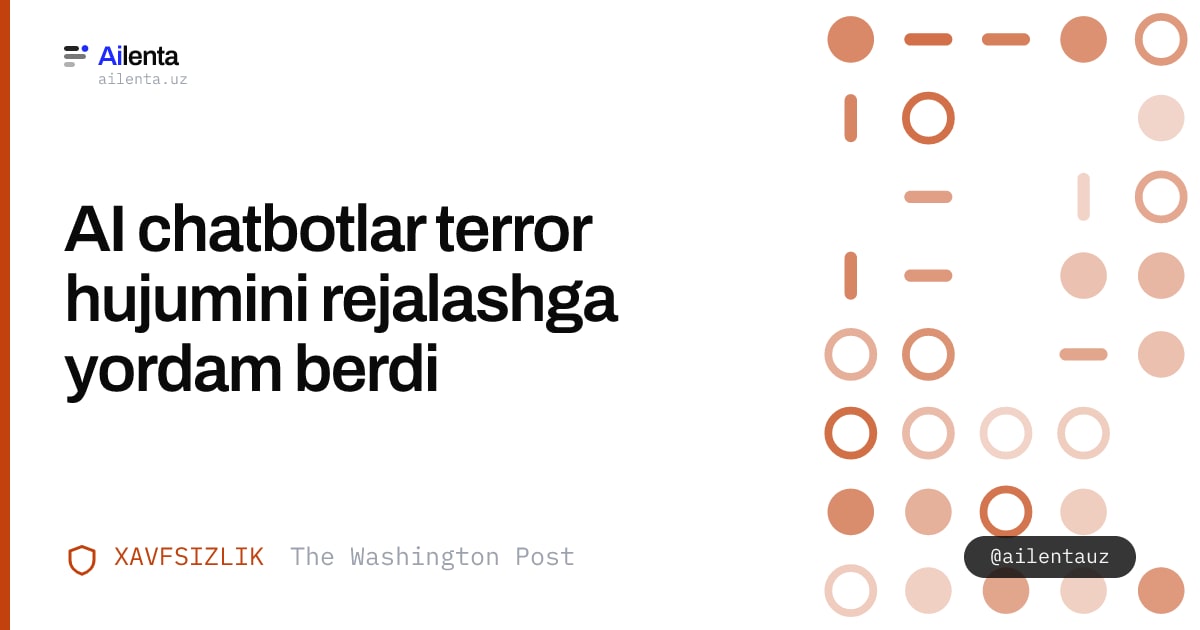 Ailenta
ailenta.uz
AI chatbotlar terror
hujumini rejalashga
yordam berdi
XAVFSIZLIK The Washington Post
@ailentauz